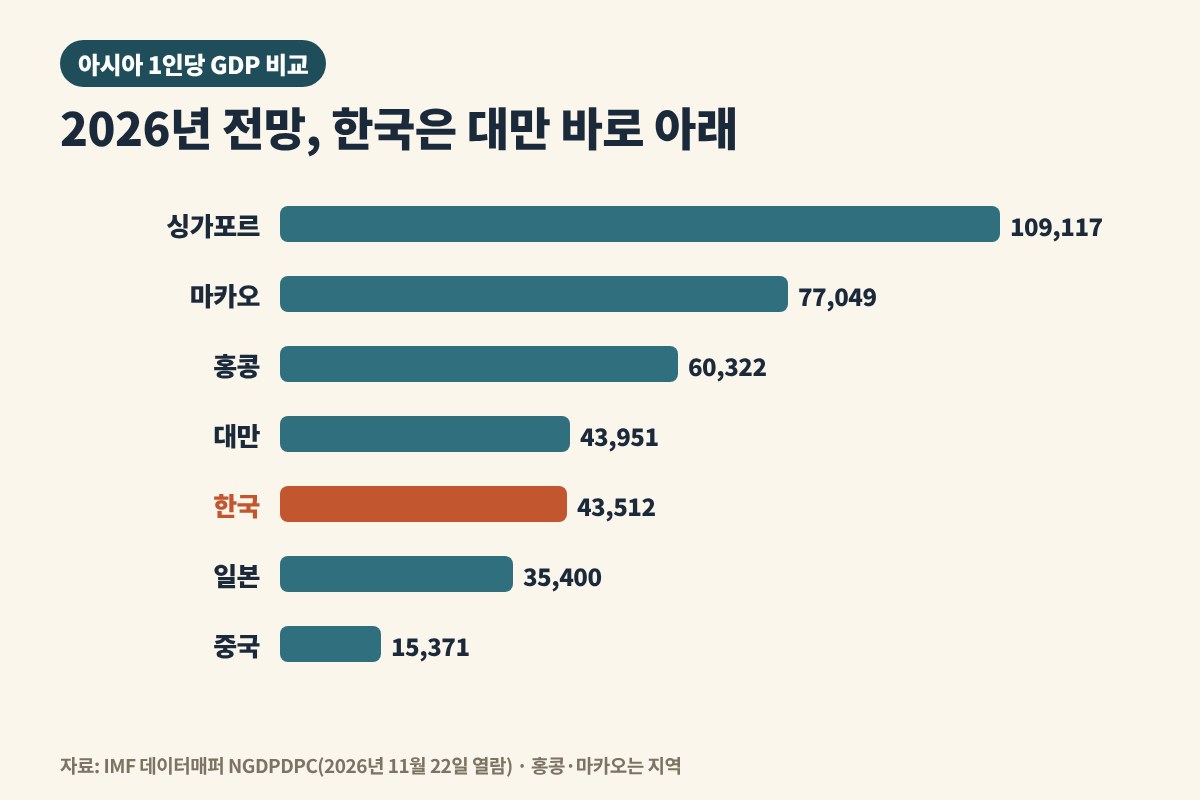 아시아 1인당 GDP 비교
2026년 전망, 한국은 대만 바로 아래
싱가포르 109,117
마카오 77,049
홍콩 60,322
대만 43,951
한국 43,512
일본 35,400
중국 15,371
자료: IMF 데이터매퍼 NGDPDPC(2026년 11월 22일 열람) · 홍콩·마카오는 지역